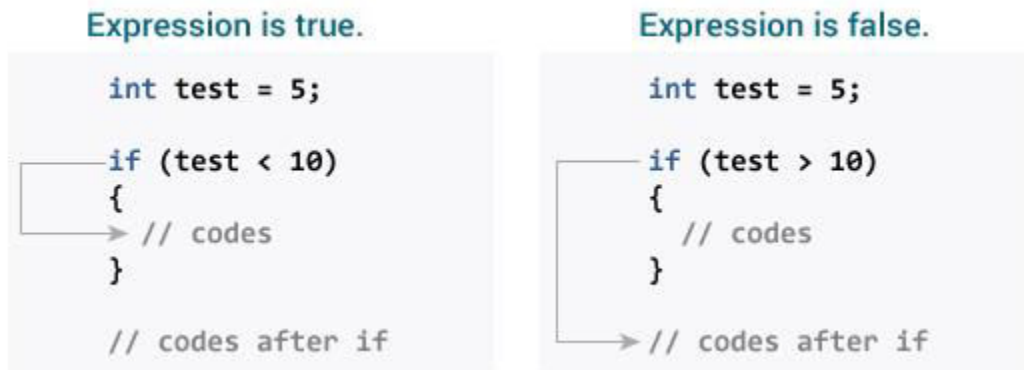 Expression is true.
int test = 5;
if (test < 10)
{
// codes
}
// codes after if
Expression is false.
int test = 5;
if (test > 10)
{
// codes
}
// codes after if